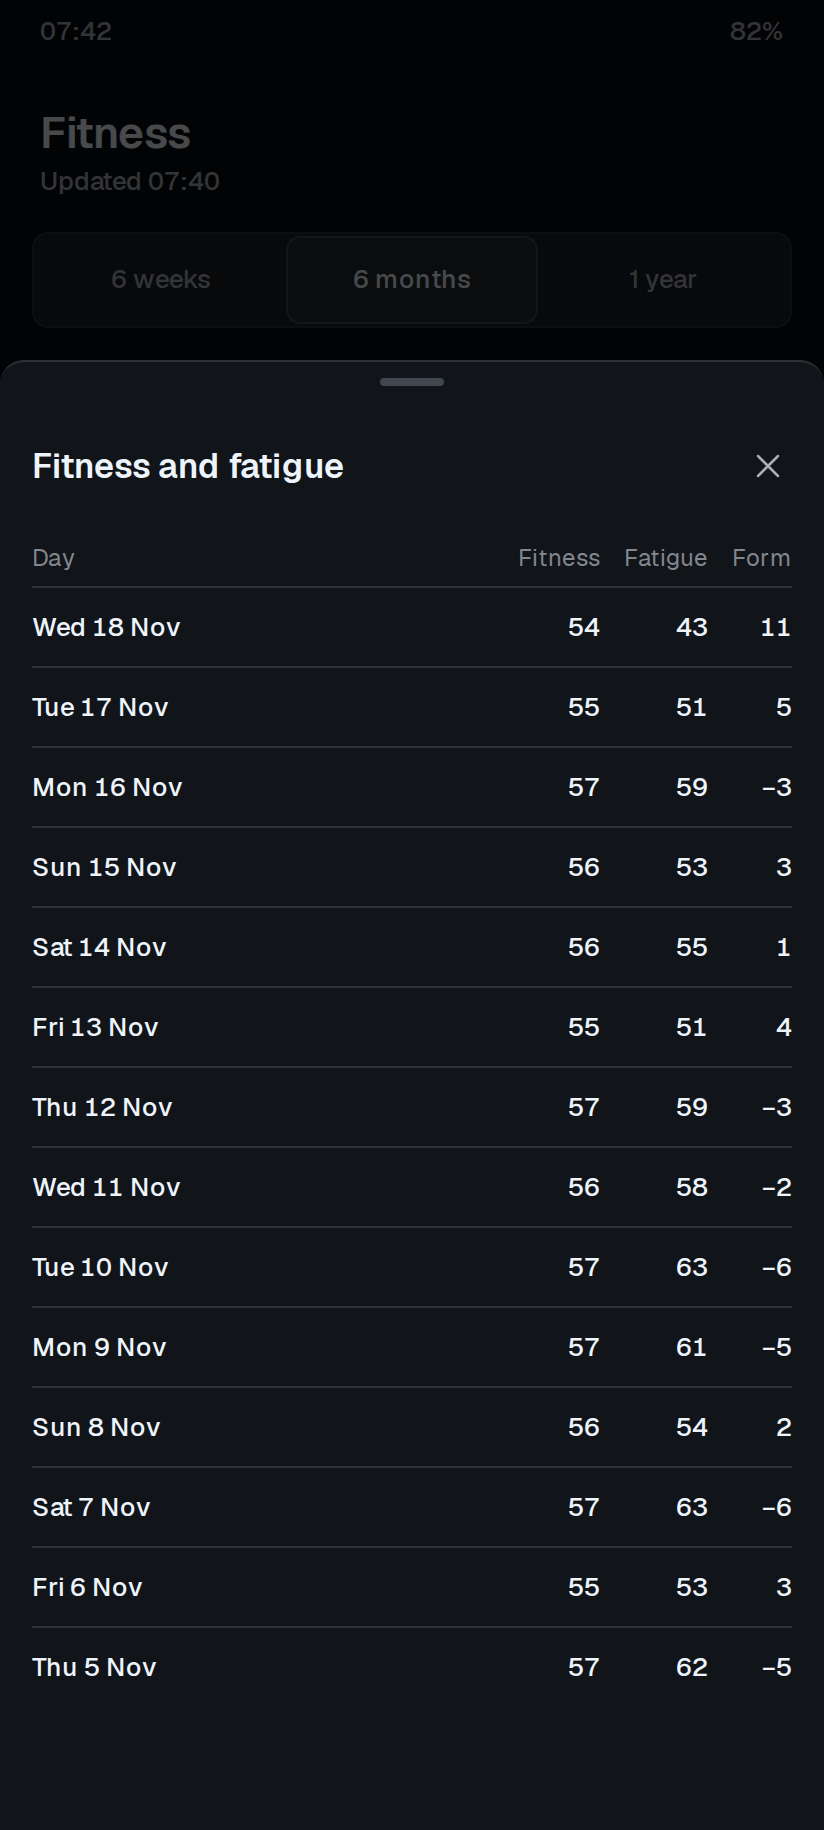 07:42 82%
Fitness
Updated 07:40
6 weeks 6 months 1 year
Fitness and fatigue
Day Fitness Fatigue Form
Wed 18 Nov 54 43 11
Tue 17 Nov 55 51 5
Mon 16 Nov 57 59 −3
Sun 15 Nov 56 53 3
Sat 14 Nov 56 55 1
Fri 13 Nov 55 51 4
Thu 12 Nov 57 59 −3
Wed 11 Nov 56 58 −2
Tue 10 Nov 57 63 −6
Mon 9 Nov 57 61 −5
Sun 8 Nov 56 54 2
Sat 7 Nov 57 63 −6
Fri 6 Nov 55 53 3
Thu 5 Nov 57 62 −5